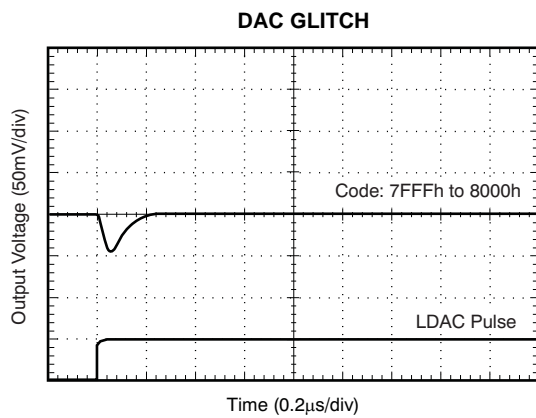 DAC GLITCH
Output Voltage (50mV/div)
Code: 7FFFh to 8000h
LDAC Pulse
Time (0.2µs/div)